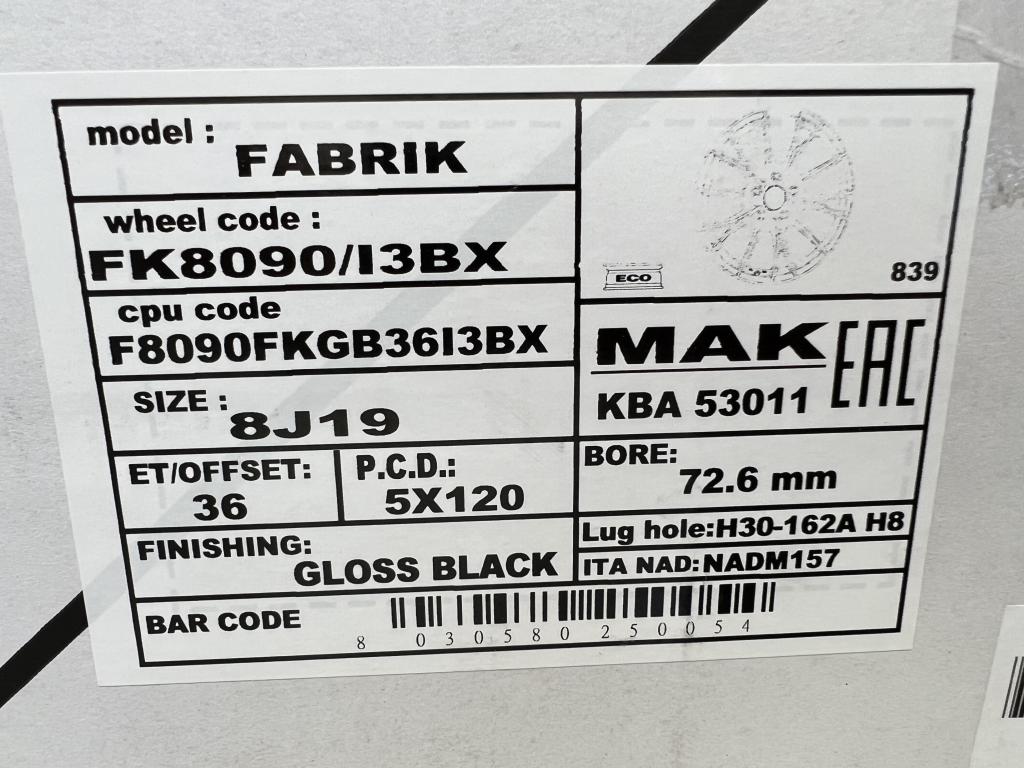 model :
FABRIK
wheel code :
FK8090/I3BX
cpu code
F8090FKGB36I3BX
SIZE :
8J19
ET/OFFSET:
36
P.C.D.:
5X120
FINISHING:
GLOSS BLACK
BAR CODE
8 030580 250054
ECO
839
MAK EAC
KBA 53011
BORE:
72.6 mm
Lug hole:H30-162A H8
ITA NAD:NADM157